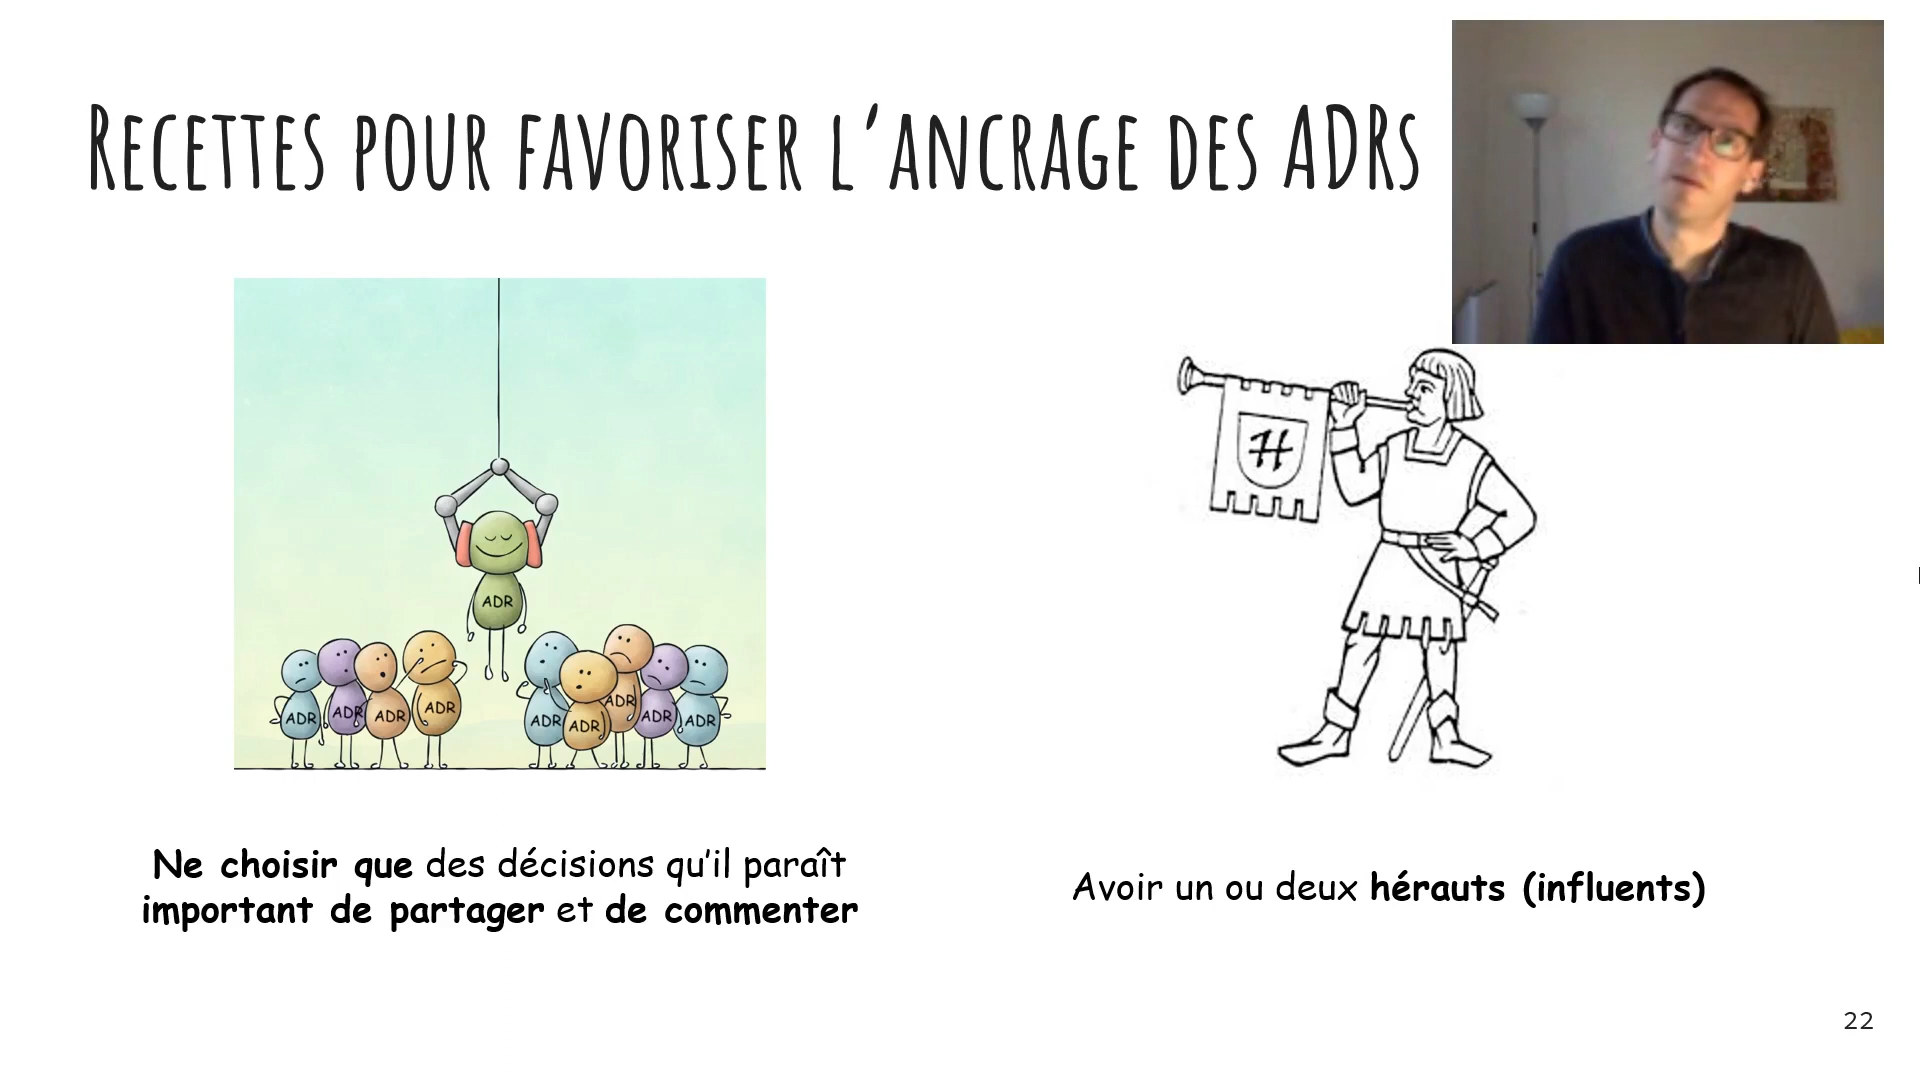 Recettes pour favoriser l'ancrage des ADRs
H
ADR
ADR
ADR
ADR
ADR
ADR
ADR
ADR
ADR
ADR
Ne choisir que des décisions qu'il paraît
important de partager et de commenter
Avoir un ou deux hérauts (influents)
22